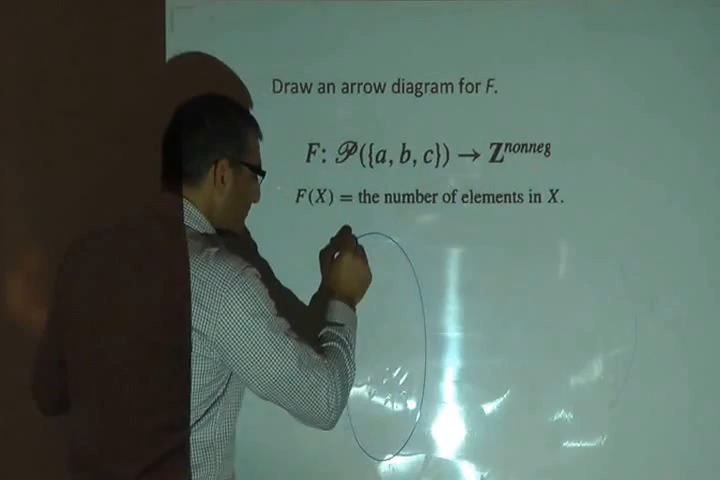 Draw an arrow diagram for F.
F: 𝒫({a, b, c}) → Z^nonneg
F(X) = the number of elements in X.